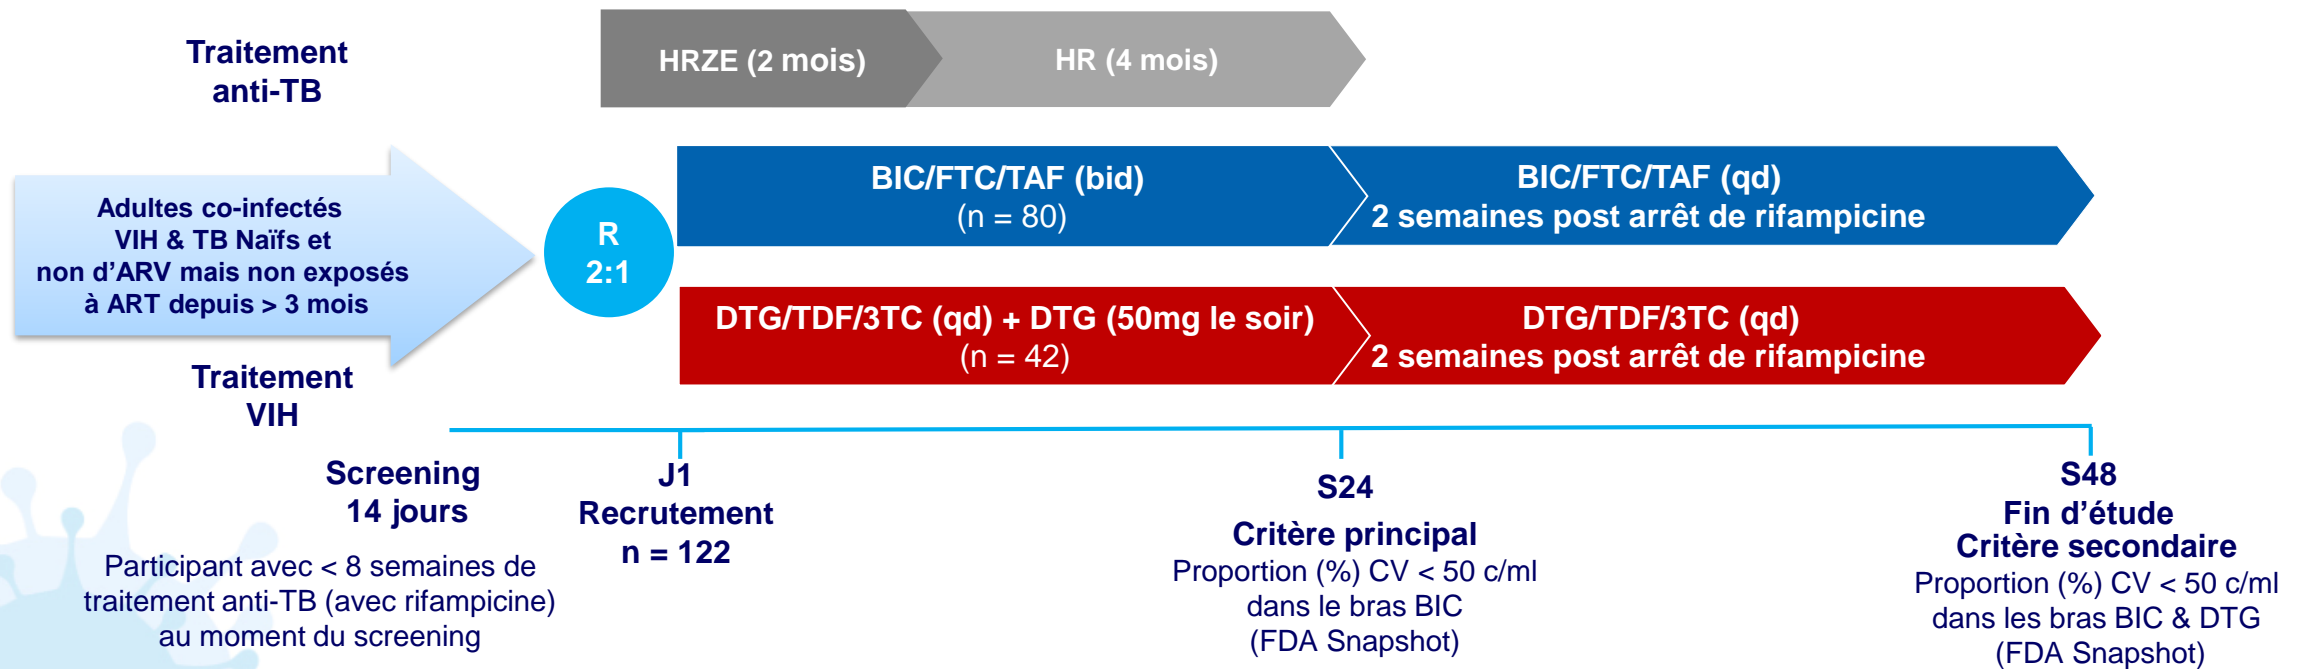 Traitement
anti-TB
HRZE (2 mois)
HR (4 mois)
Adultes co-infectés
VIH & TB Naïfs et
non d’ARV mais non exposés
à ART depuis > 3 mois
R
2:1
BIC/FTC/TAF (bid)
(n = 80)
BIC/FTC/TAF (qd)
2 semaines post arrêt de rifampicine
DTG/TDF/3TC (qd) + DTG (50mg le soir)
(n = 42)
DTG/TDF/3TC (qd)
2 semaines post arrêt de rifampicine
Traitement
VIH
Screening
14 jours
Participant avec < 8 semaines de
traitement anti-TB (avec rifampicine)
au moment du screening
J1
Recrutement
n = 122
S24
Critère principal
Proportion (%) CV < 50 c/ml
dans le bras BIC
(FDA Snapshot)
S48
Fin d’étude
Critère secondaire
Proportion (%) CV < 50 c/ml
dans les bras BIC & DTG
(FDA Snapshot)